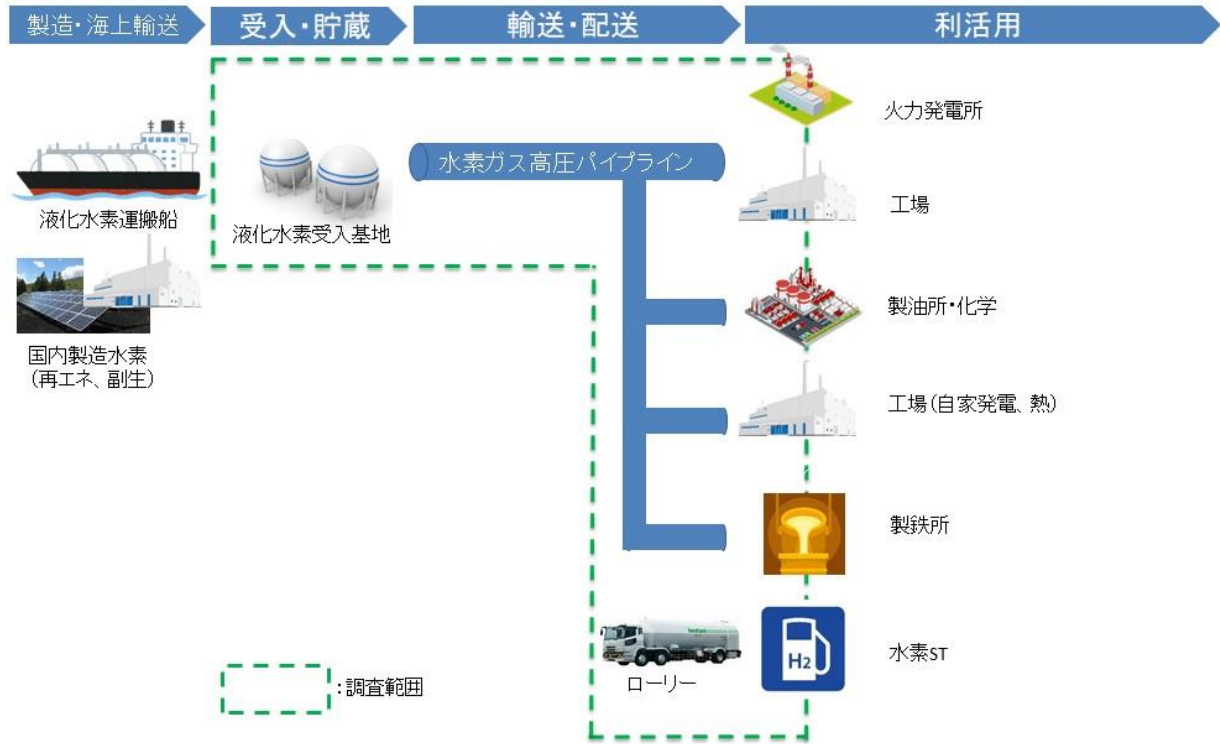 製造・海上輸送
受入・貯蔵
輸送・配送
利活用
火力発電所
水素ガス高圧パイプライン
工場
液化水素運搬船
液化水素受入基地
製油所・化学
国内製造水素
（再エネ、副生）
工場（自家発電、熱）
製鉄所
H2
水素ST
ローリー
：調査範囲